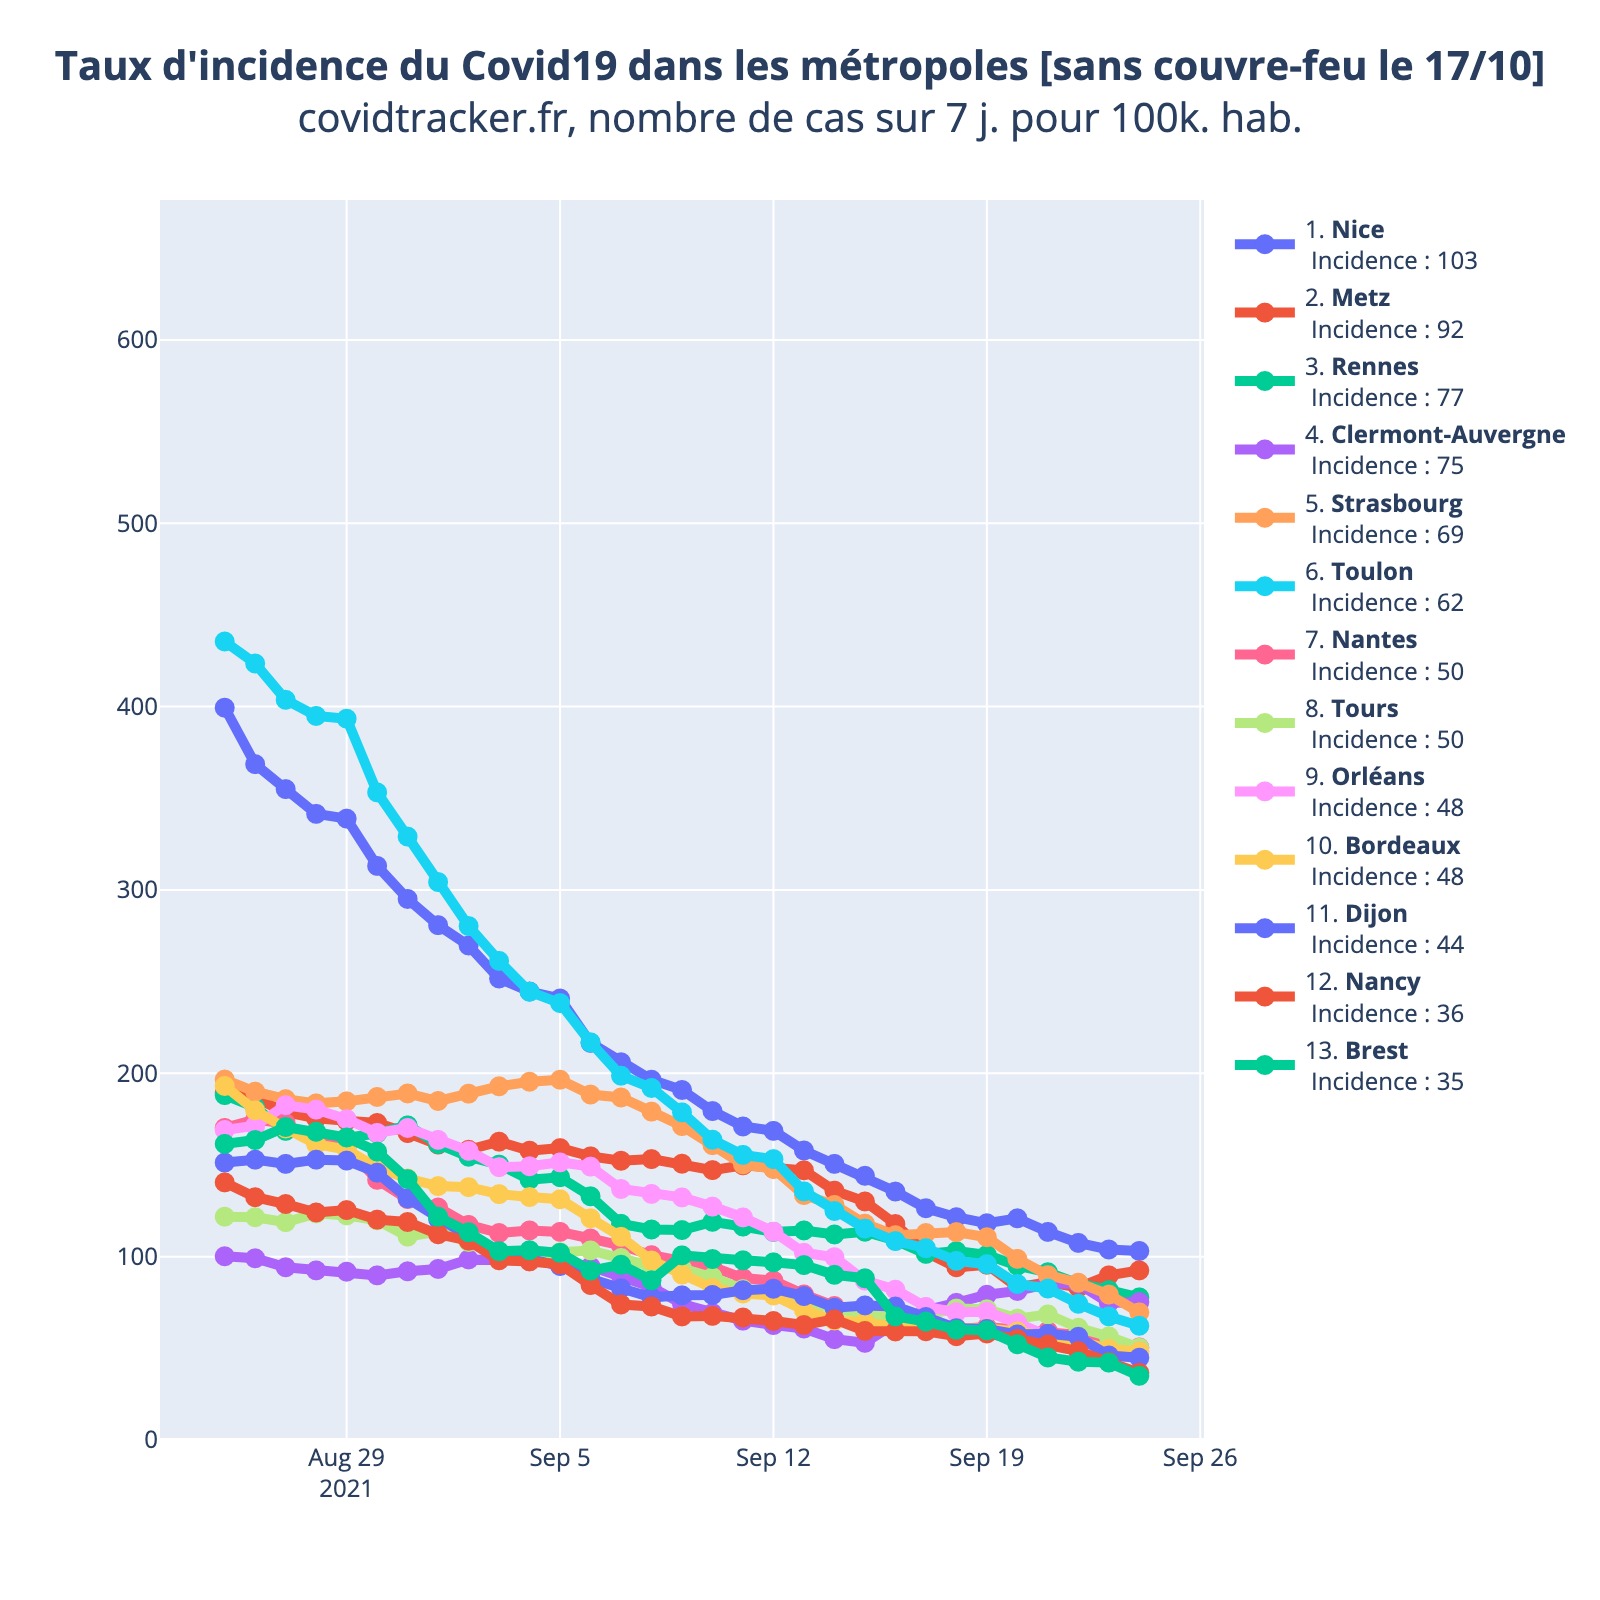 Taux d'incidence du Covid19 dans les métropoles [sans couvre-feu le 17/10]
covidtracker.fr, nombre de cas sur 7 j. pour 100k. hab.
600
500
400
300
200
100
0
Aug 29
2021
Sep 5
Sep 12
Sep 19
Sep 26
1. Nice
Incidence : 103
2. Metz
Incidence : 92
3. Rennes
Incidence : 77
4. Clermont-Auvergne
Incidence : 75
5. Strasbourg
Incidence : 69
6. Toulon
Incidence : 62
7. Nantes
Incidence : 50
8. Tours
Incidence : 50
9. Orléans
Incidence : 48
10. Bordeaux
Incidence : 48
11. Dijon
Incidence : 44
12. Nancy
Incidence : 36
13. Brest
Incidence : 35